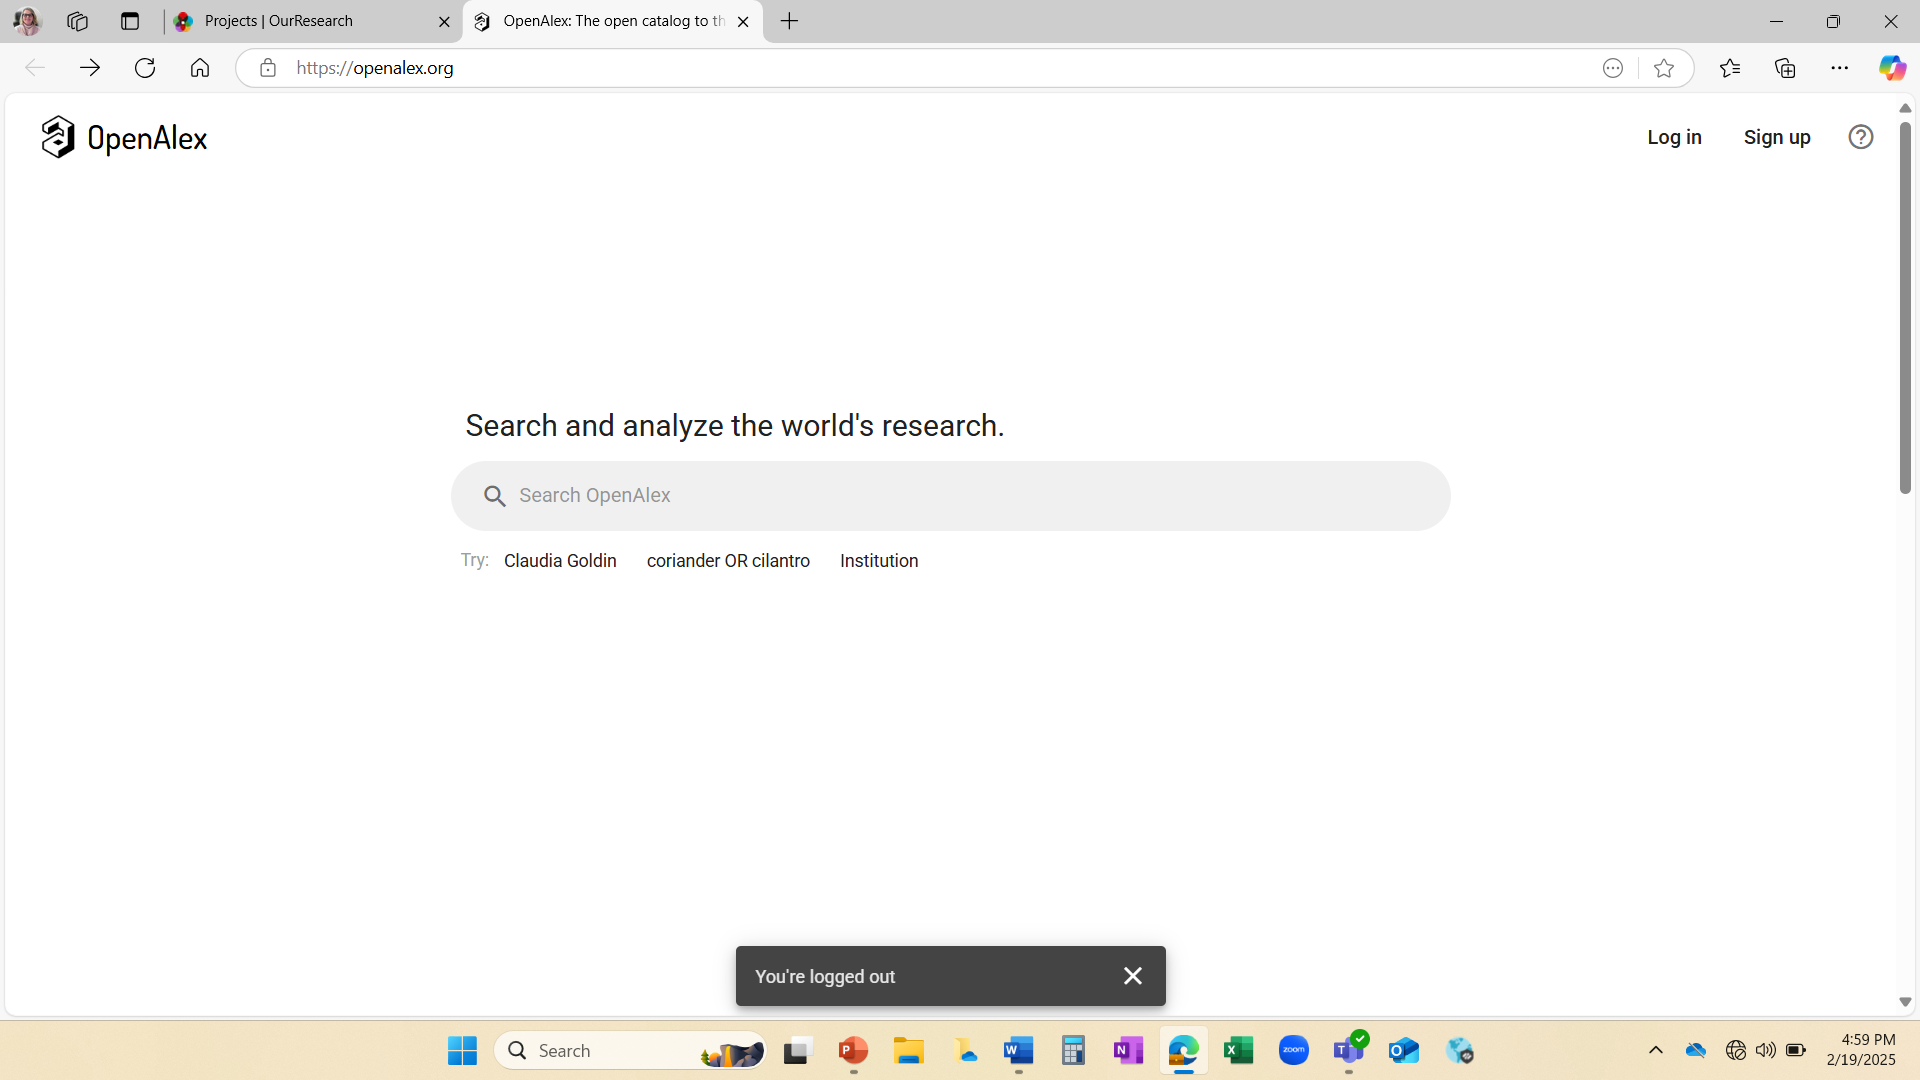 Projects | OurResearch
OpenAlex: The open catalog to th
https://openalex.org
OpenAlex
Log in
Sign up
Search and analyze the world's research.
Search OpenAlex
Try: Claudia Goldin coriander OR cilantro Institution
You're logged out
Search
P
W
N
X
zoom
T
O
4:59 PM
2/19/2025